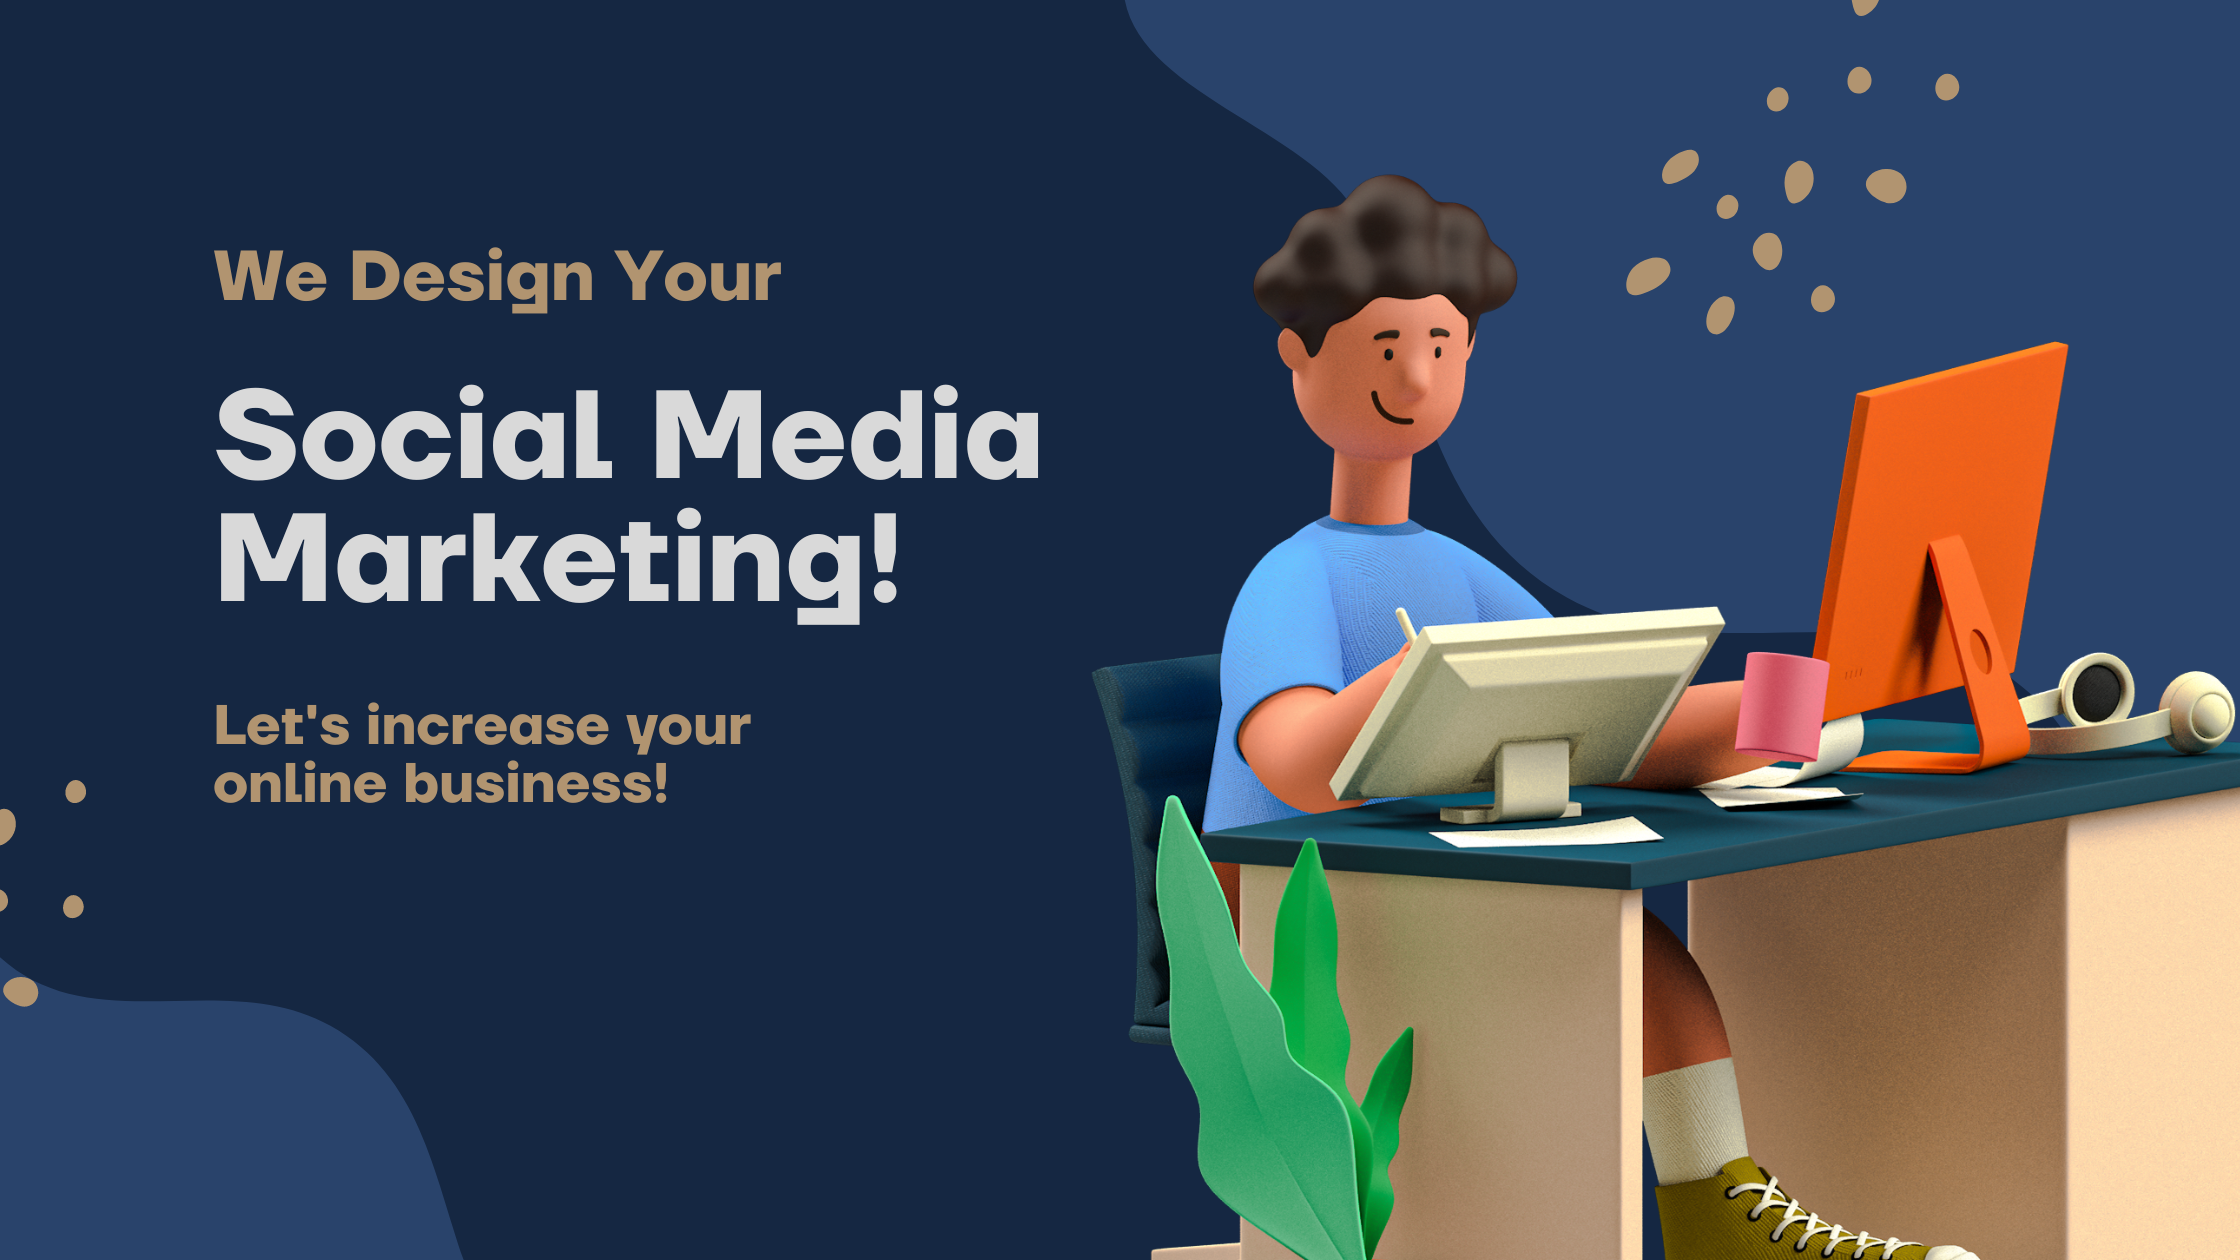 We Design Your
Social Media
Marketing!
Let's increase your
online business!